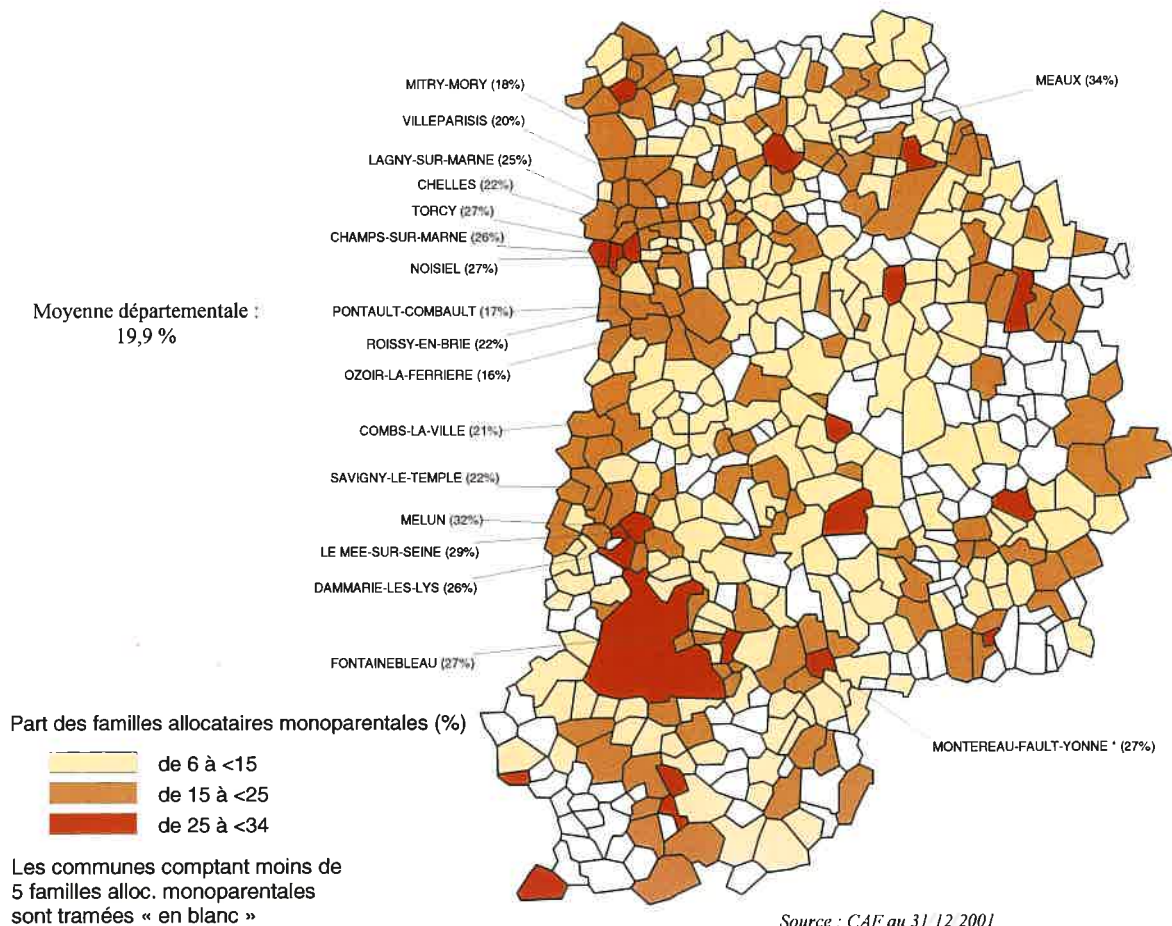 MITRY-MORY (18%)
VILLEPARISIS (20%)
LAGNY-SUR-MARNE (25%)
CHELLES (22%)
TORCY (27%)
CHAMPS-SUR-MARNE (26%)
NOISIEL (27%)
PONTAULT-COMBAULT (17%)
ROISSY-EN-BRIE (22%)
OZOIR-LA-FERRIERE (16%)
COMBS-LA-VILLE (21%)
SAVIGNY-LE-TEMPLE (22%)
MELUN (32%)
LE MEE-SUR-SEINE (29%)
DAMMARIE-LES-LYS (26%)
FONTAINEBLEAU (27%)
MEAUX (34%)
MONTEREAU-FAULT-YONNE * (27%)
Moyenne départementale :
19,9 %
Part des familles allocataires monoparentales (%)
de 6 à <15
de 15 à <25
de 25 à <34
Les communes comptant moins de
5 familles alloc. monoparentales
sont tramées « en blanc »
Source : CAF au 31/12/2001